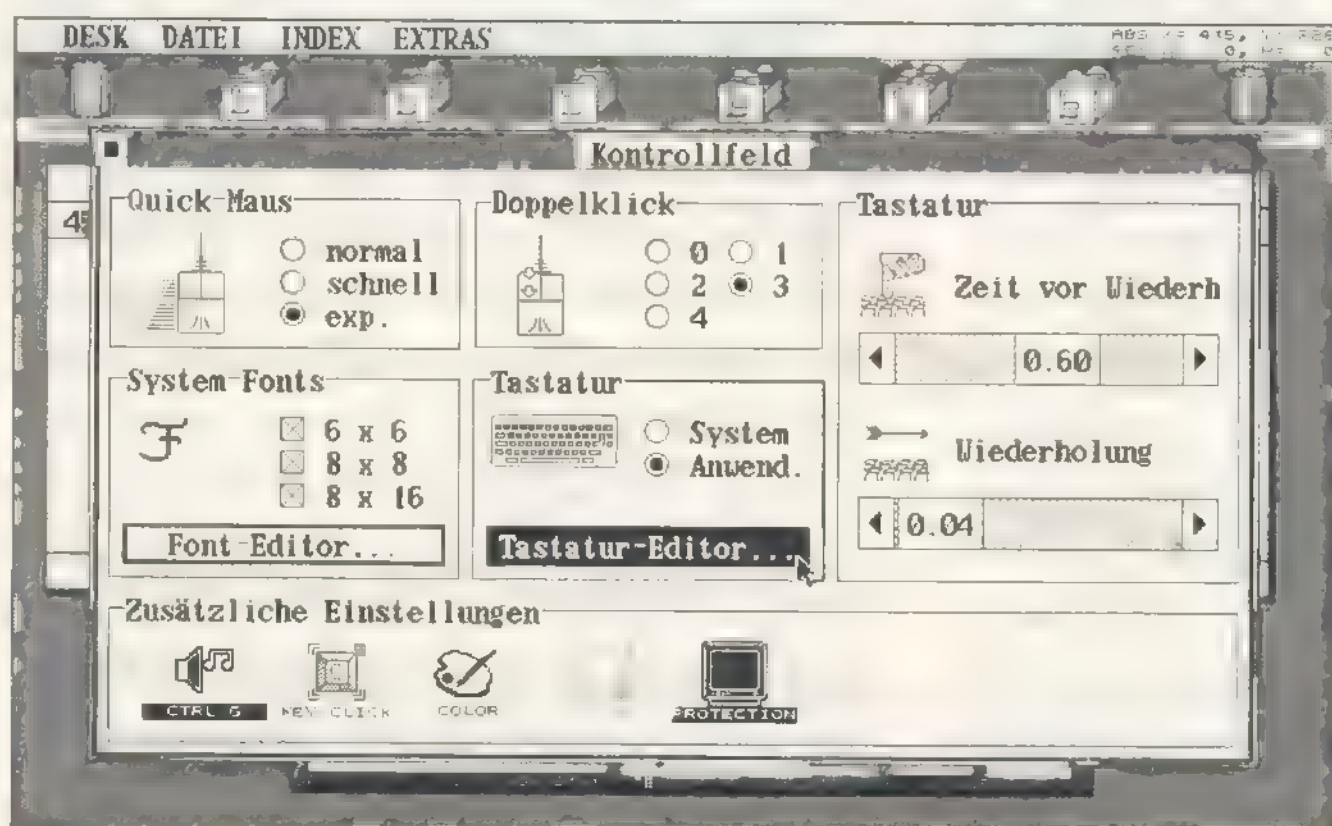 DESK DATEI INDEX EXTRAS
Kontrollfeld
Quick-Maus
normal
schnell
exp.
Doppelklick
0 1
2 3
4
Tastatur
Zeit vor Wiederh
0.60
Wiederholung
0.04
System-Fonts
6 x 6
8 x 8
8 x 16
Font-Editor...
Tastatur
System
Anwend.
Tastatur-Editor...
Zusätzliche Einstellungen
CTRL G KEY CLICK COLOR PROTECTION